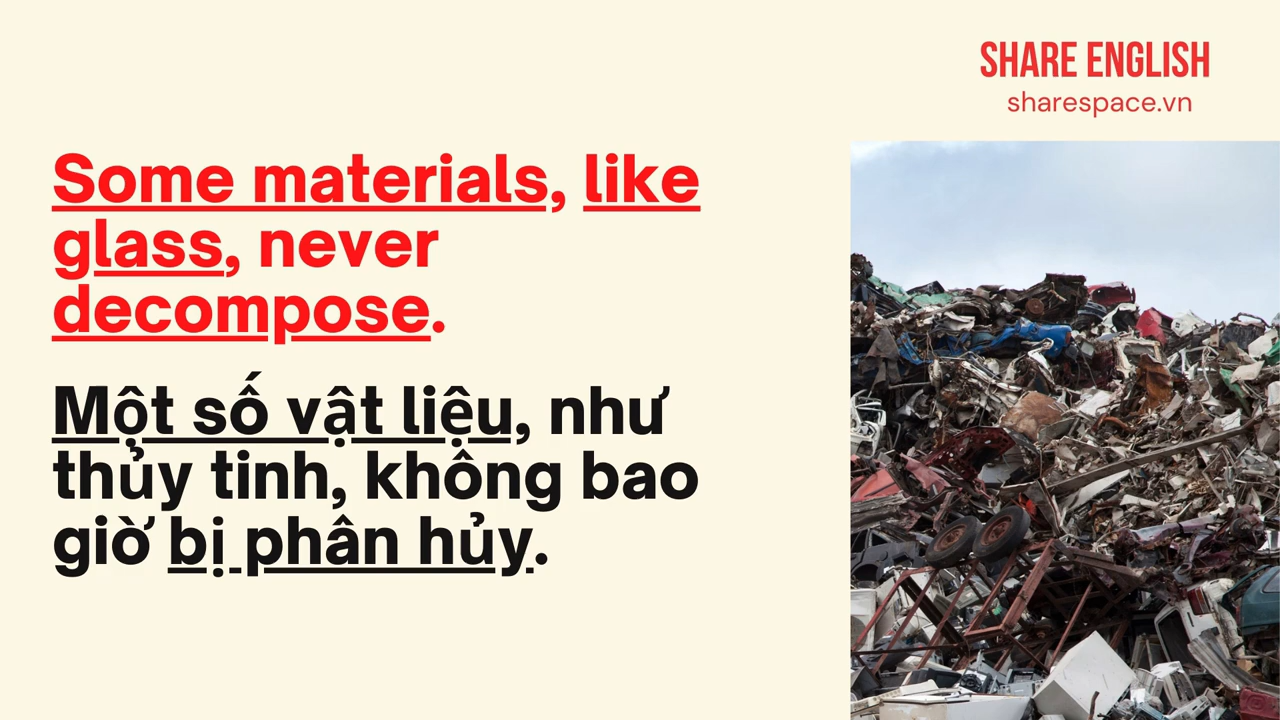 SHARE ENGLISH
sharespace.vn
Some materials, like
glass, never
decompose.
Một số vật liệu, như
thủy tinh, không bao
giờ bị phân hủy.